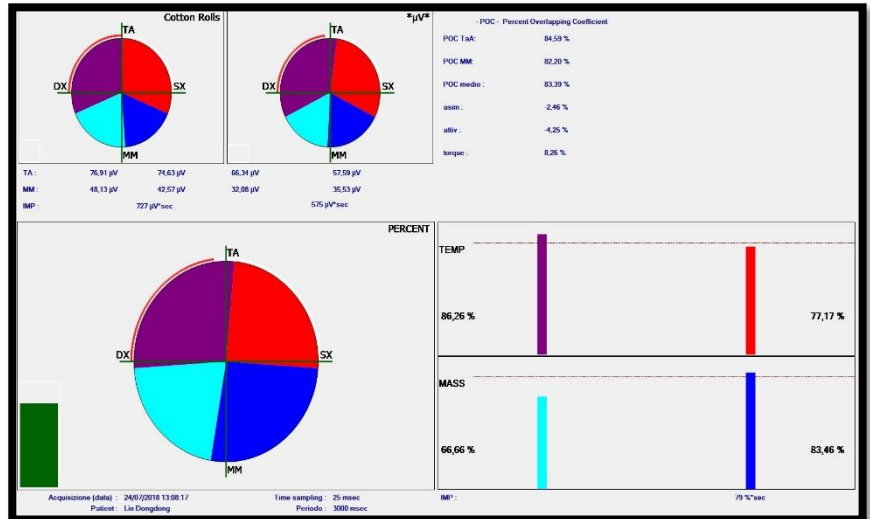 Cotton Rolls
TA
DX SX
MM
*µV*
TA
DX SX
MM
TA : 76,91 µV 74,63 µV 66,34 µV 57,59 µV
MM : 48,13 µV 42,57 µV 32,08 µV 35,53 µV
IMP : 727 µV*sec 575 µV*sec
- POC - Percent Overlapping Coefficient
POC TaA: 84,59 %
POC MM: 82,20 %
POC medio : 83,39 %
asim : -2,46 %
attiv : -4,25 %
torque : 8,26 %
PERCENT
TA
DX SX
MM
TEMP
86,26 % 77,17 %
MASS
66,66 % 83,46 %
Acquisizione (data) : 24/07/2018 13:08:17 Time sampling : 25 msec
Patient : Lin Dongdong Periodo : 3000 msec
IMP : 79 %*sec